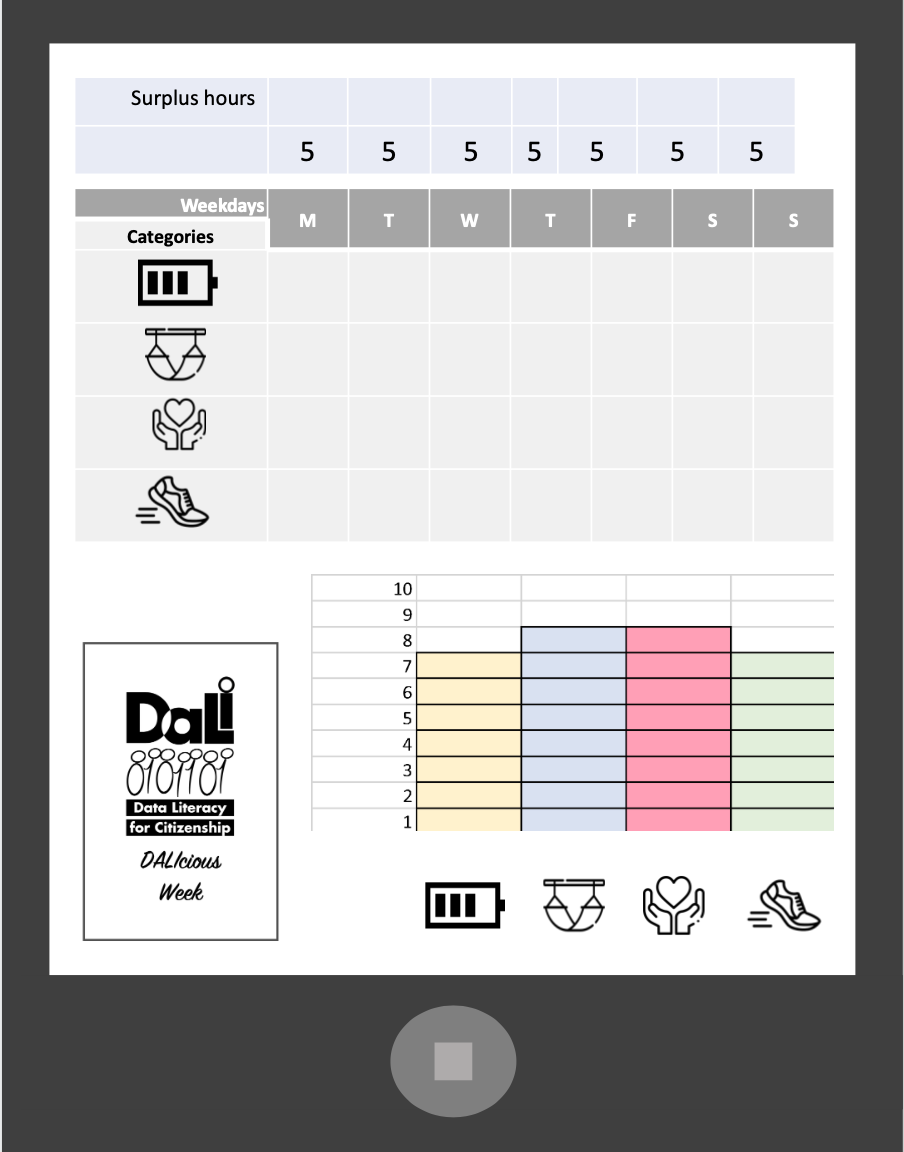 Surplus hours
5 5 5 5 5 5 5
Weekdays
Categories
M T W T F S S
10
9
8
7
6
5
4
3
2
1
DaLi
Data Literacy
for Citizenship
DALIcious
Week